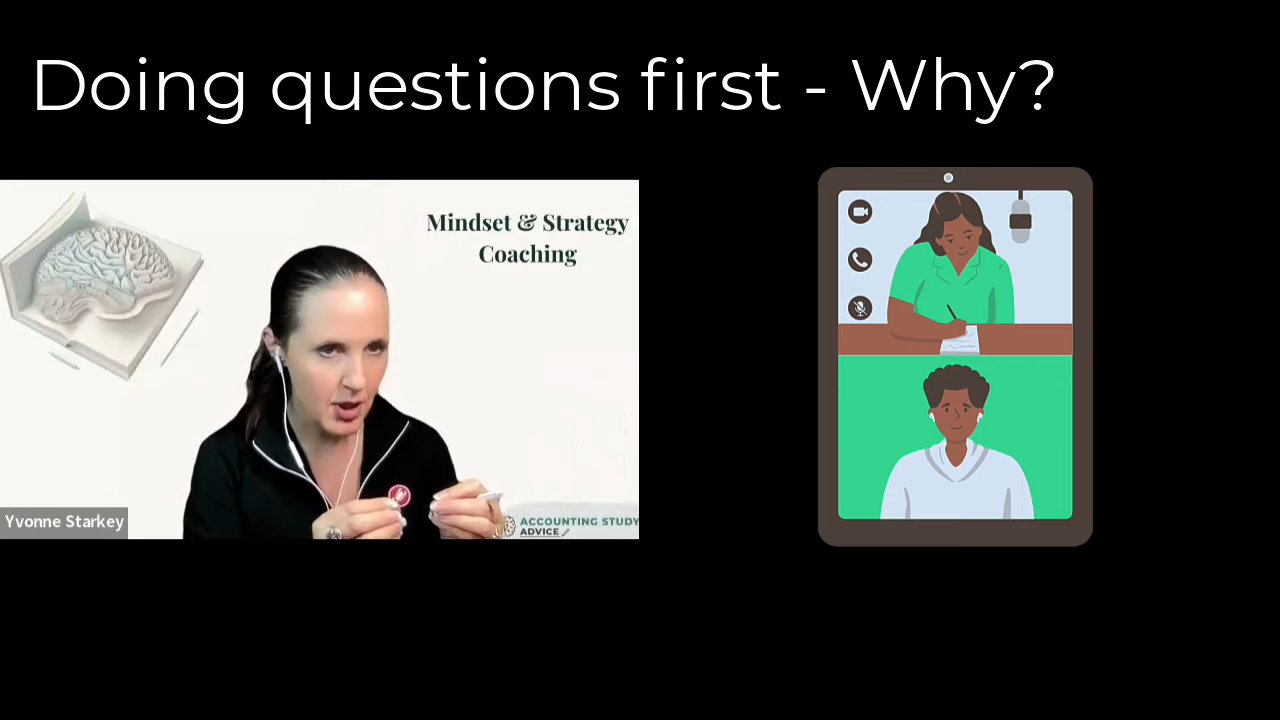 Doing questions first - Why?
Mindset & Strategy
Coaching
Yvonne Starkey
ACCOUNTING STUDY
ADVICE